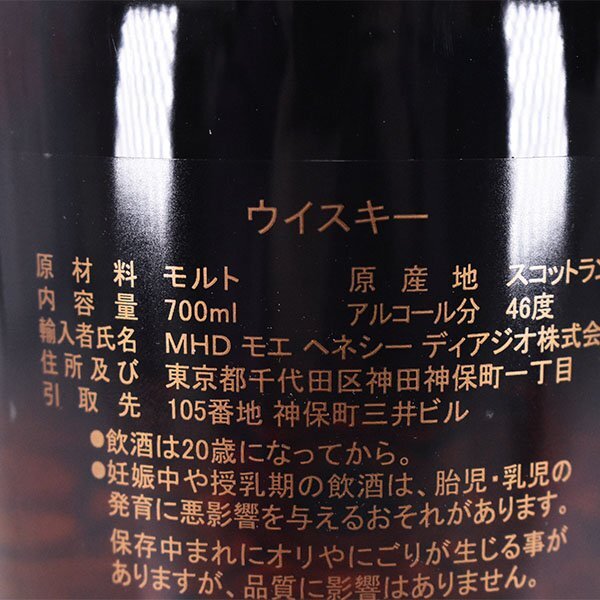 ウイスキー
原材料 モルト 原産地 スコットラン
内容量 700ml アルコール分 46度
輸入者氏名 MHD モエ ヘネシー ディアジオ株式会
住所及び 東京都千代田区神田神保町一丁目
引取先 105番地 神保町三井ビル
●飲酒は20歳になってから。
●妊娠中や授乳期の飲酒は、胎児・乳児の
発育に悪影響を与えるおそれがあります。
保存中まれにオリやにごりが生じる事が
ありますが、品質に影響はありません。